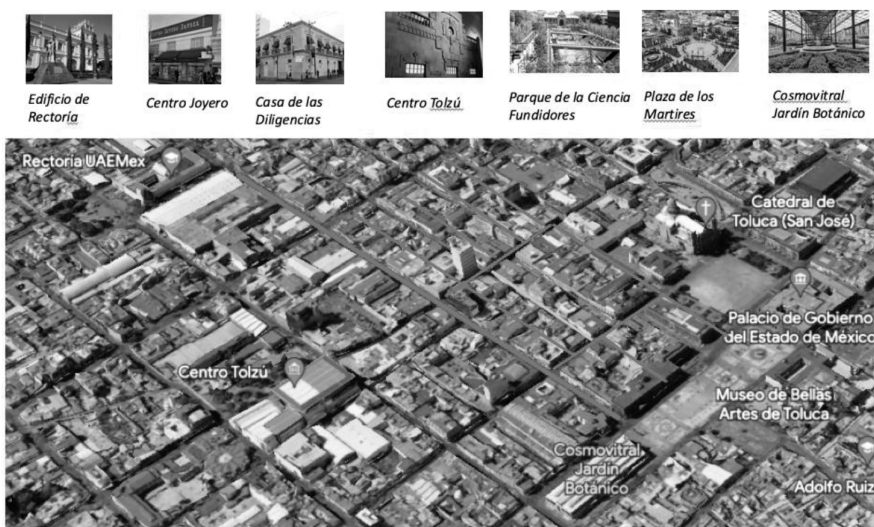 Edificio de
Rectoría
Centro Joyero
Casa de las
Diligencias
Centro Tolzú
Parque de la Ciencia
Fundidores
Plaza de los
Martires
Cosmovitral
Jardín Botánico
Rectoría UAEMex
Catedral de
Toluca (San José)
Palacio de Gobierno
del Estado de México
Centro Tolzú
Museo de Bellas
Artes de Toluca
Cosmovitral
Jardín
Botánico
Adolfo Ruiz